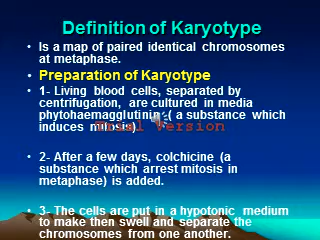 Definition of Karyotype
• Is a map of paired identical chromosomes
at metaphase.
• Preparation of Karyotype
• 1- Living blood cells, separated by
centrifugation, are cultured in media
phytohaemagglutinin ( a substance which
induces mitosis).
Trial Version
• 2- After a few days, colchicine (a
substance which arrest mitosis in
metaphase) is added.
• 3- The cells are put in a hypotonic medium
to make then swell and separate the
chromosomes from one another.